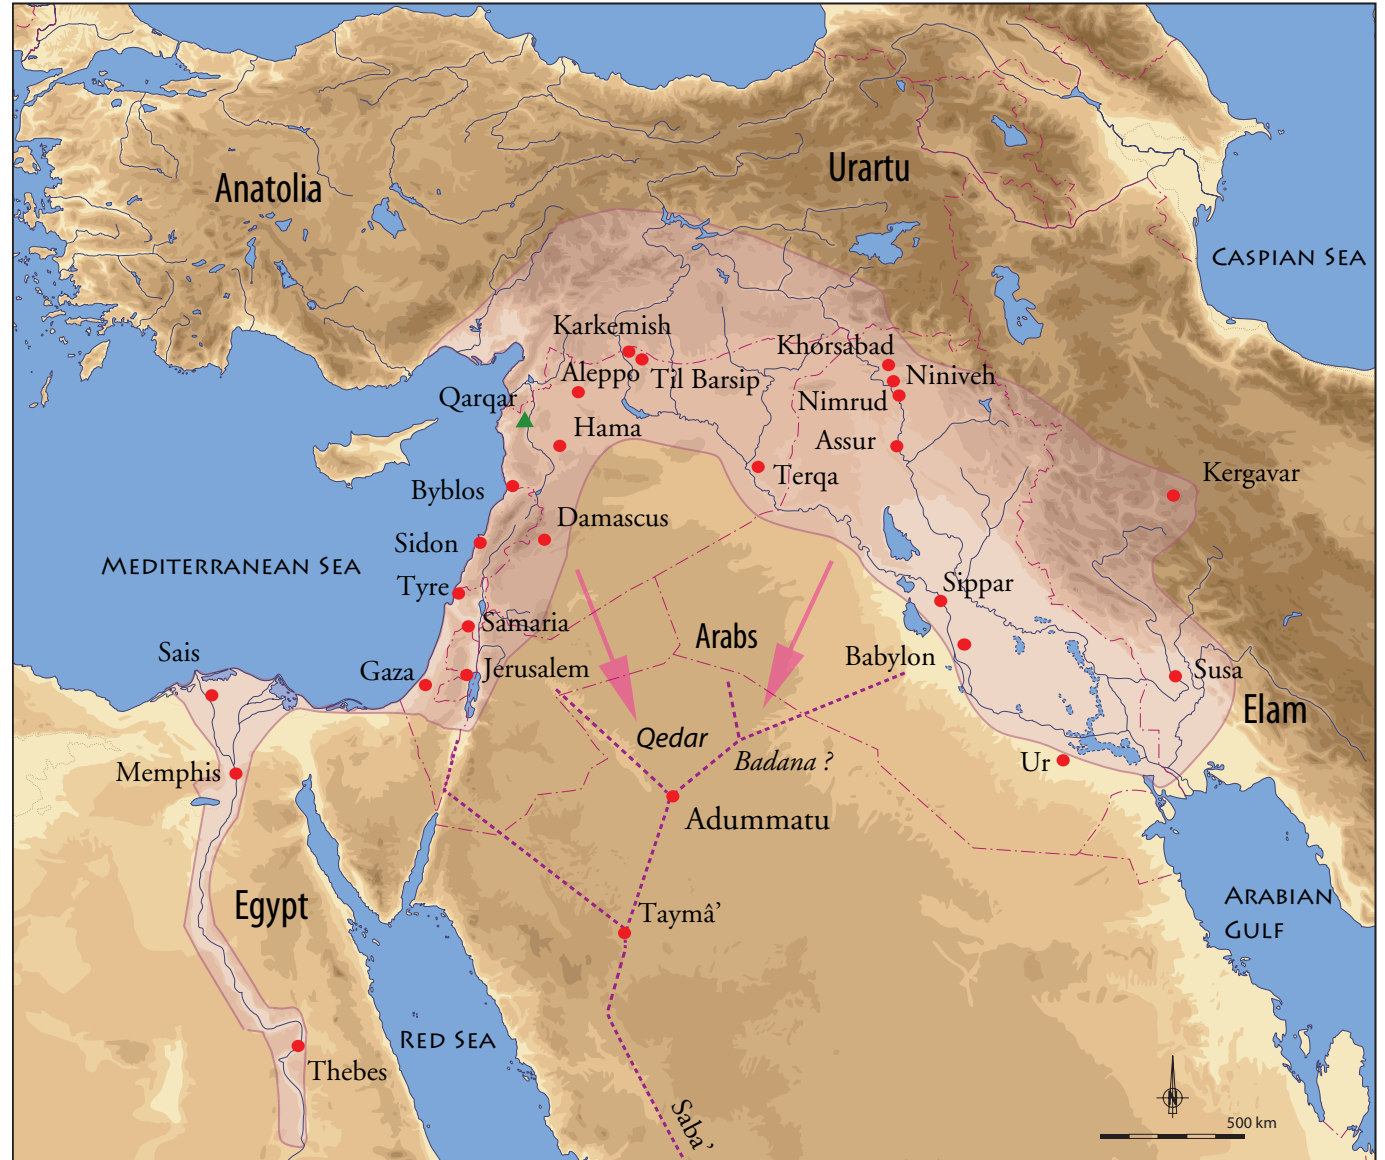 Anatolia
Urartu
CASPIAN SEA
Karkemish
Khorsabad
Aleppo
Til Barsip
Niniveh
Qarqar
Nimrud
Hama
Assur
Kergavar
Terqa
Byblos
Damascus
Sidon
MEDITERRANEAN SEA
Sippar
Tyre
Samaria
Arabs
Sais
Babylon
Gaza
Jerusalem
Susa
Elam
Qedar
Badana ?
Ur
Memphis
Adummatu
ARABIAN
GULF
Egypt
Taymâ’
RED SEA
Thebes
Saba’
N
500 km